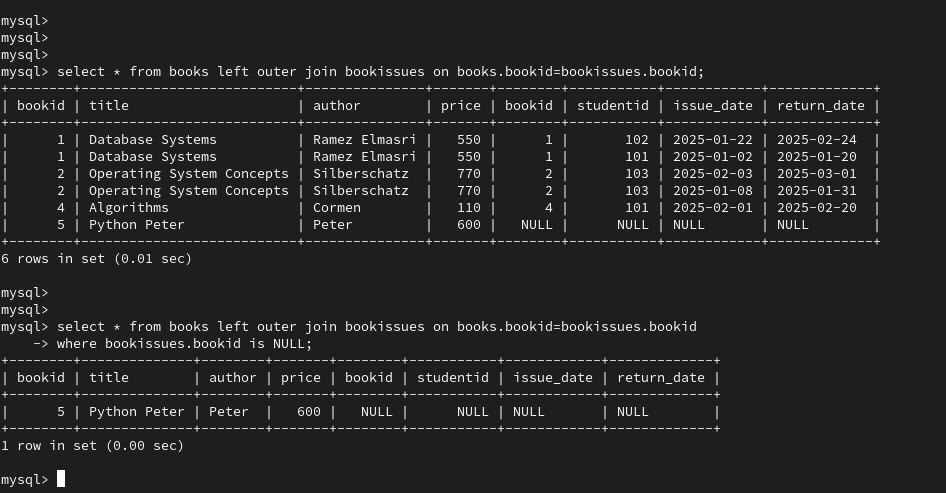 mysql>
mysql>
mysql>
mysql> select * from books left outer join bookissues on books.bookid=bookissues.bookid;
+--------+---------------------------+---------------+-------+--------+-----------+------------+-------------+
| bookid | title                     | author        | price | bookid | studentid | issue_date | return_date |
+--------+---------------------------+---------------+-------+--------+-----------+------------+-------------+
|      1 | Database Systems          | Ramez Elmasri |   550 |      1 |       102 | 2025-01-22 | 2025-02-24  |
|      1 | Database Systems          | Ramez Elmasri |   550 |      1 |       101 | 2025-01-02 | 2025-01-20  |
|      2 | Operating System Concepts | Silberschatz  |   770 |      2 |       103 | 2025-02-03 | 2025-03-01  |
|      2 | Operating System Concepts | Silberschatz  |   770 |      2 |       103 | 2025-01-08 | 2025-01-31  |
|      4 | Algorithms                | Cormen        |   110 |      4 |       101 | 2025-02-01 | 2025-02-20  |
|      5 | Python Peter              | Peter         |   600 |   NULL |      NULL | NULL       | NULL        |
+--------+---------------------------+---------------+-------+--------+-----------+------------+-------------+
6 rows in set (0.01 sec)
mysql>
mysql>
mysql> select * from books left outer join bookissues on books.bookid=bookissues.bookid
    -> where bookissues.bookid is NULL;
+--------+--------------+--------+-------+--------+-----------+------------+-------------+
| bookid | title        | author | price | bookid | studentid | issue_date | return_date |
+--------+--------------+--------+-------+--------+-----------+------------+-------------+
|      5 | Python Peter | Peter  |   600 |   NULL |      NULL | NULL       | NULL        |
+--------+--------------+--------+-------+--------+-----------+------------+-------------+
1 row in set (0.00 sec)
mysql>